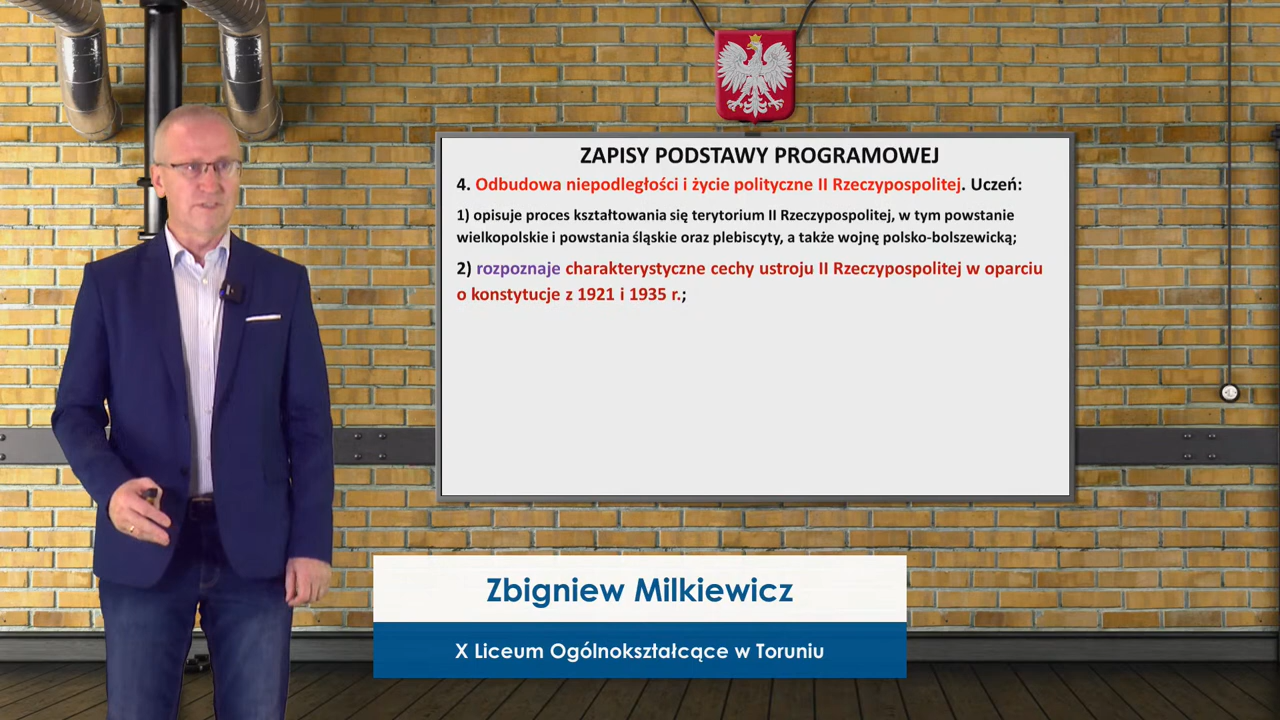 ZAPISY PODSTAWY PROGRAMOWEJ
4. Odbudowa niepodległości i życie polityczne II Rzeczypospolitej. Uczeń:
1) opisuje proces kształtowania się terytorium II Rzeczypospolitej, w tym powstanie
wielkopolskie i powstania śląskie oraz plebiscyty, a także wojnę polsko-bolszewicką;
2) rozpoznaje charakterystyczne cechy ustroju II Rzeczypospolitej w oparciu
o konstytucje z 1921 i 1935 r.;
Zbigniew Milkiewicz
X Liceum Ogólnokształcące w Toruniu